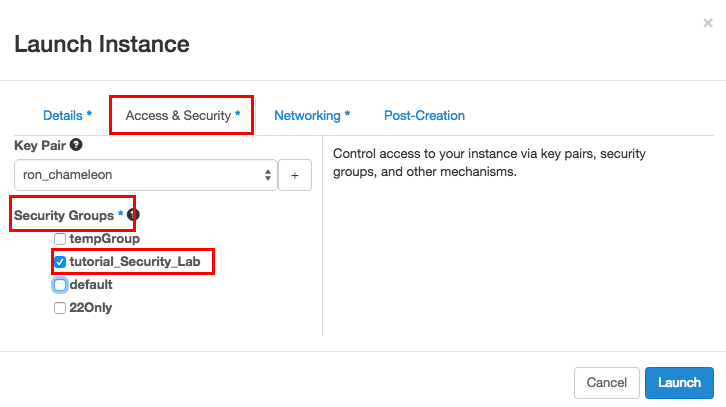 ×
Launch Instance
Details * Access & Security * Networking * Post-Creation
Key Pair ?
ron_chameleon +
Security Groups * ?
tempGroup
tutorial_Security_Lab
default
22Only
Control access to your instance via key pairs, security
groups, and other mechanisms.
Cancel Launch